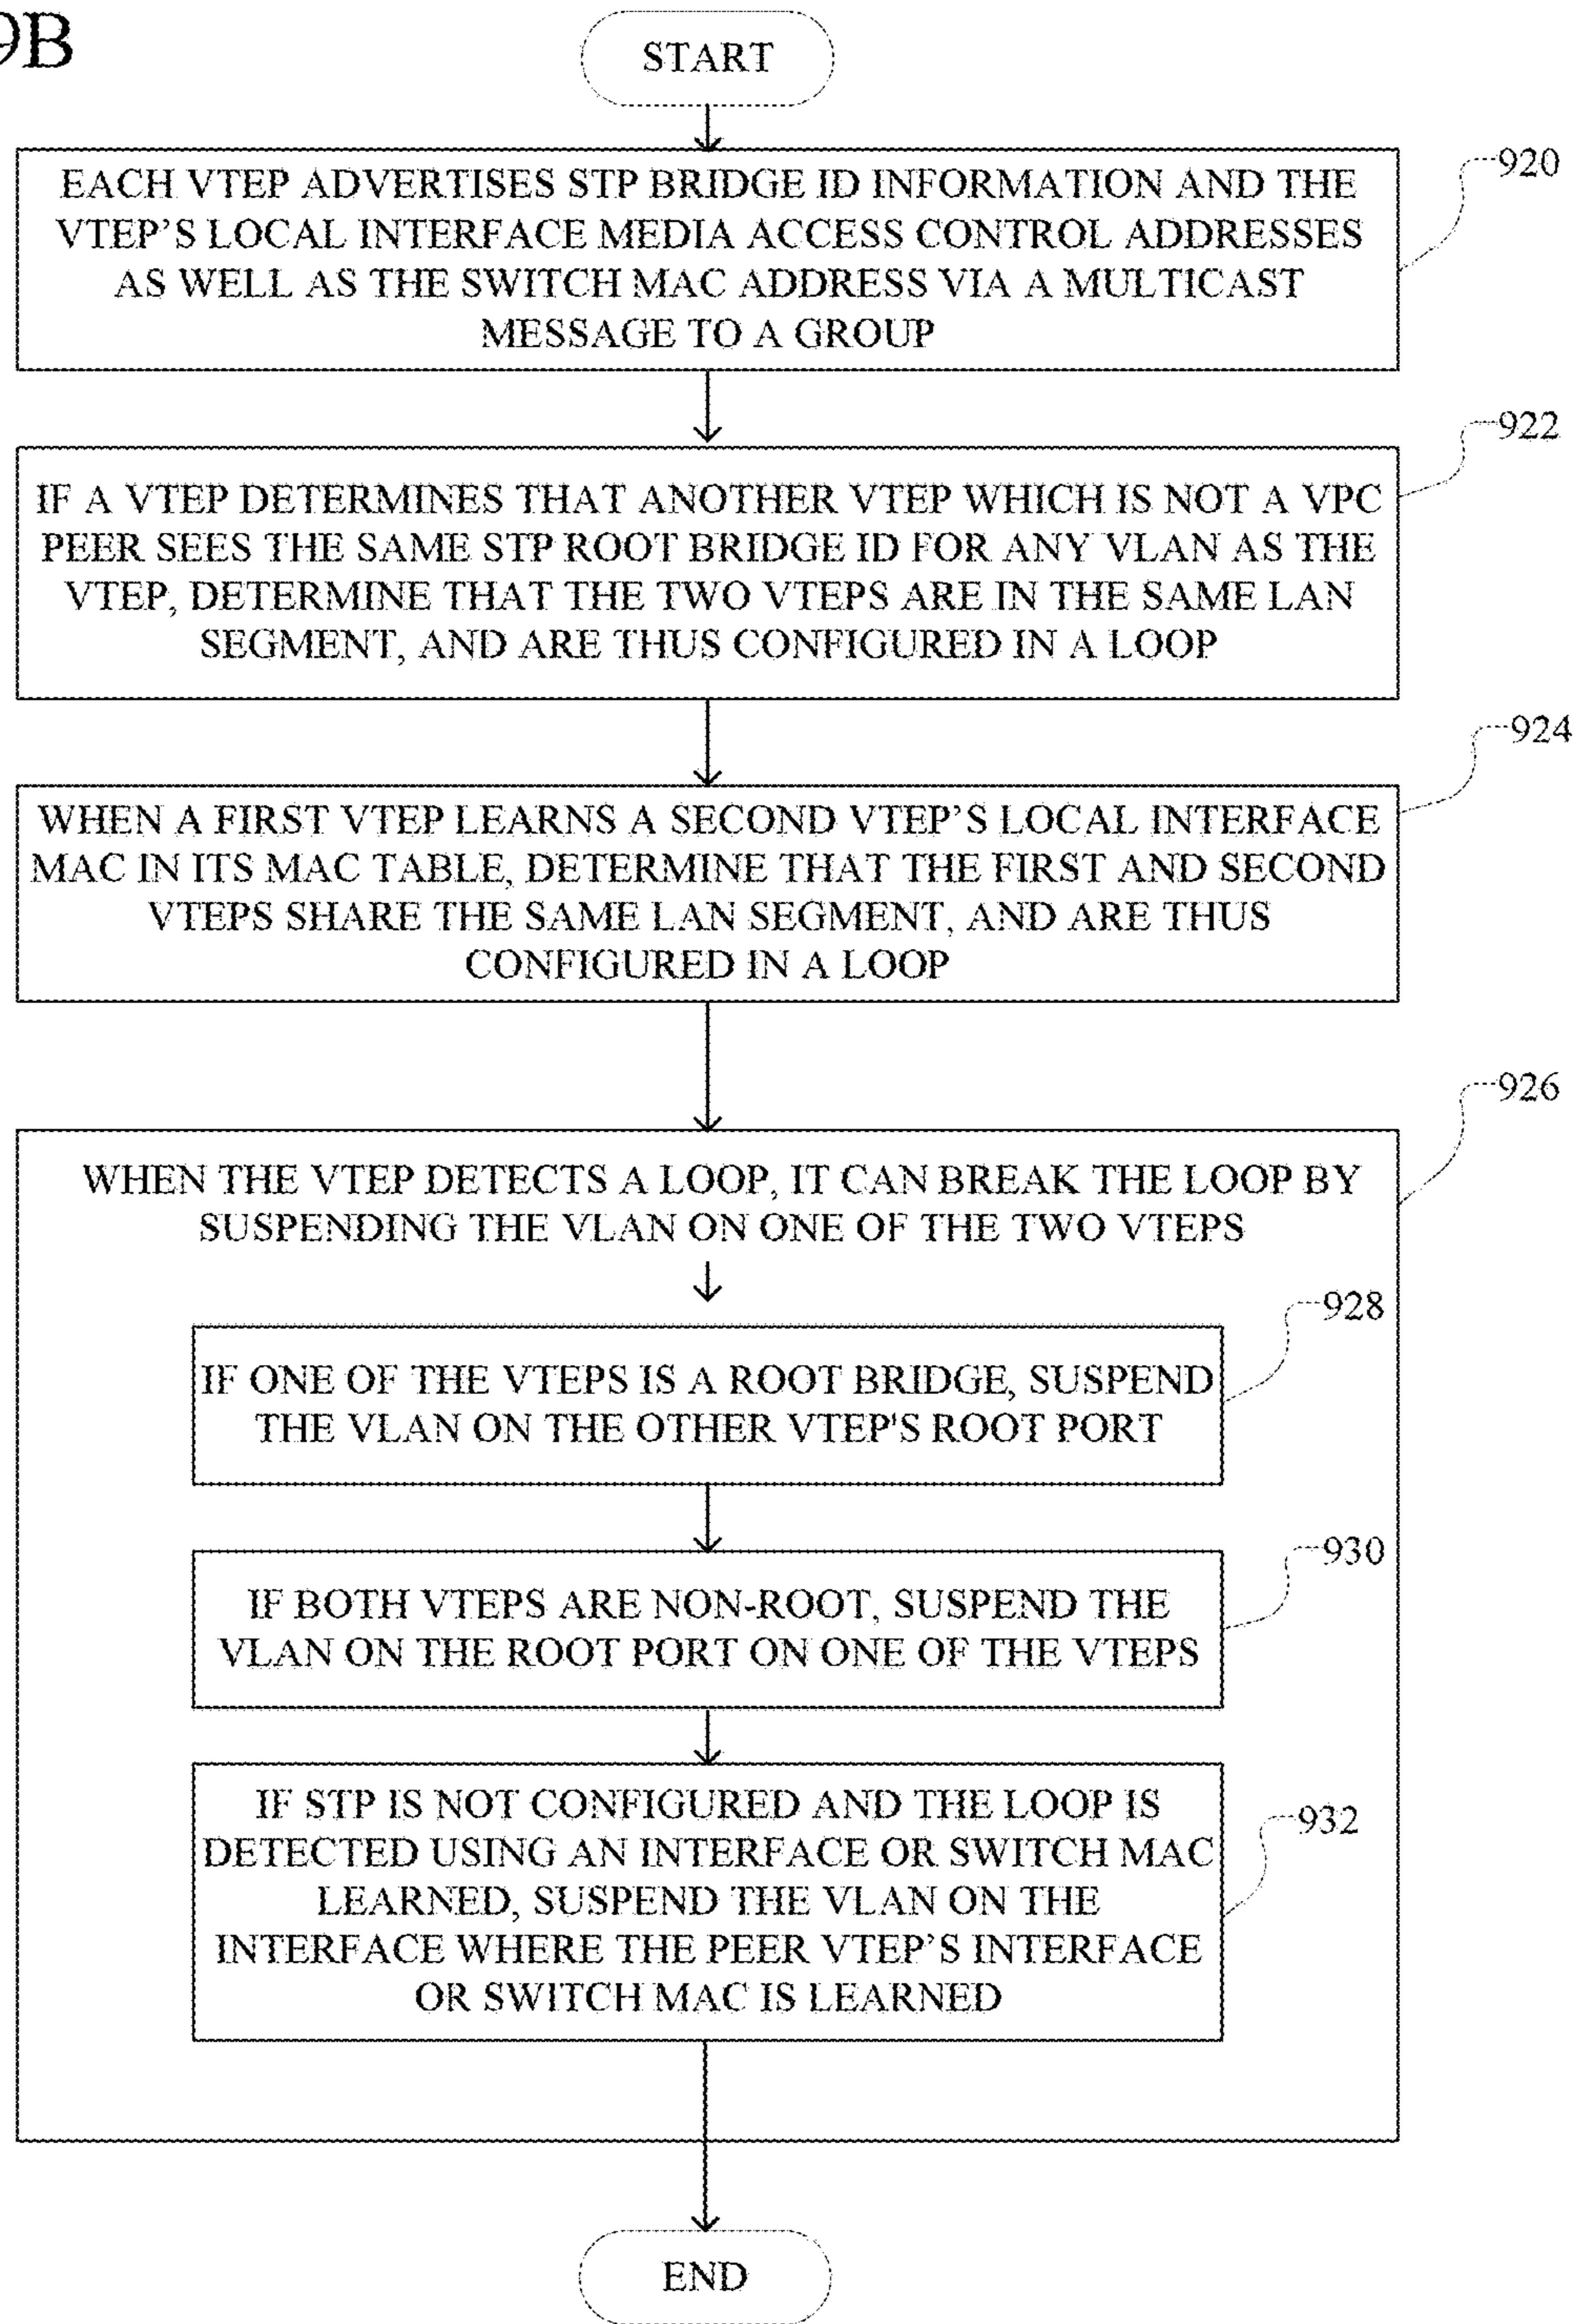 9B
START
EACH VTEP ADVERTISES STP BRIDGE ID INFORMATION AND THE
VTEP'S LOCAL INTERFACE MEDIA ACCESS CONTROL ADDRESSES
AS WELL AS THE SWITCH MAC ADDRESS VIA A MULTICAST
MESSAGE TO A GROUP
920
IF A VTEP DETERMINES THAT ANOTHER VTEP WHICH IS NOT A VPC
PEER SEES THE SAME STP ROOT BRIDGE ID FOR ANY VLAN AS THE
VTEP, DETERMINE THAT THE TWO VTEPS ARE IN THE SAME LAN
SEGMENT, AND ARE THUS CONFIGURED IN A LOOP
922
WHEN A FIRST VTEP LEARNS A SECOND VTEP'S LOCAL INTERFACE
MAC IN ITS MAC TABLE, DETERMINE THAT THE FIRST AND SECOND
VTEPS SHARE THE SAME LAN SEGMENT, AND ARE THUS
CONFIGURED IN A LOOP
924
WHEN THE VTEP DETECTS A LOOP, IT CAN BREAK THE LOOP BY
SUSPENDING THE VLAN ON ONE OF THE TWO VTEPS
926
IF ONE OF THE VTEPS IS A ROOT BRIDGE, SUSPEND
THE VLAN ON THE OTHER VTEP'S ROOT PORT
928
IF BOTH VTEPS ARE NON-ROOT, SUSPEND THE
VLAN ON THE ROOT PORT ON ONE OF THE VTEPS
930
IF STP IS NOT CONFIGURED AND THE LOOP IS
DETECTED USING AN INTERFACE OR SWITCH MAC
LEARNED, SUSPEND THE VLAN ON THE
INTERFACE WHERE THE PEER VTEP'S INTERFACE
OR SWITCH MAC IS LEARNED
932
END